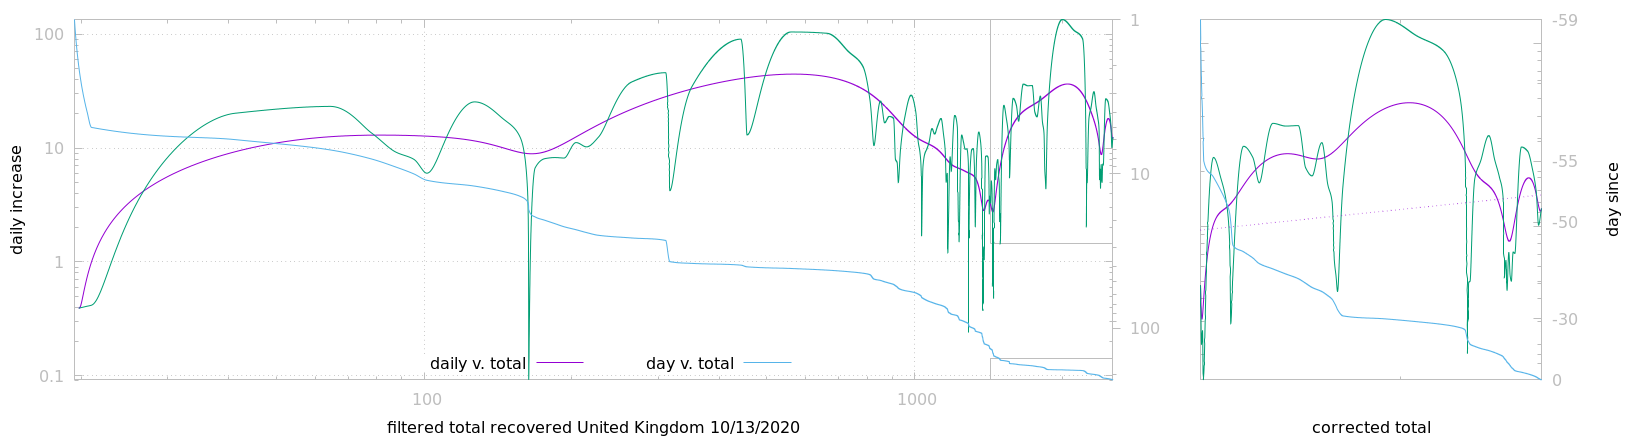 daily increase
100
10
1
0.1
100
1000
1
10
100
daily v. total
day v. total
filtered total recovered United Kingdom 10/13/2020
-59
-55
-50
-30
0
day since
corrected total